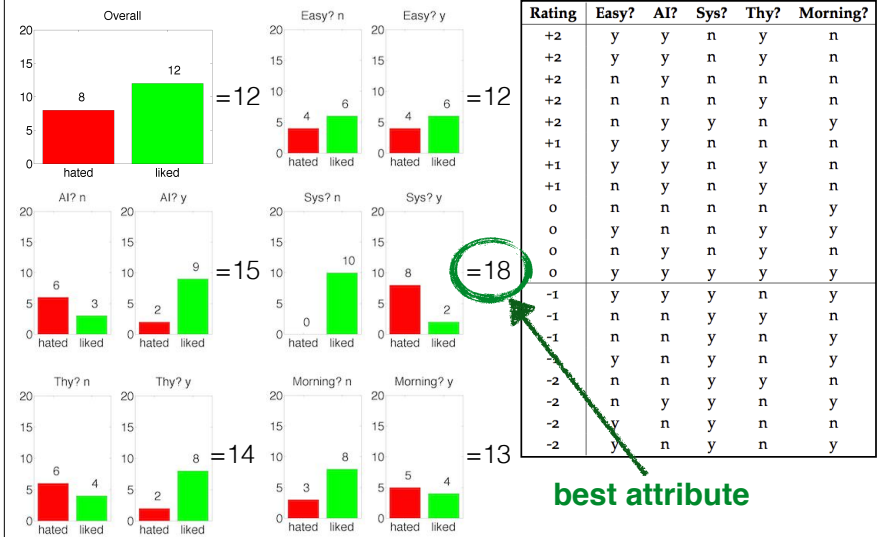 Overall
20
15
10
5
0
8
12
hated
liked
=12
Easy? n
20
15
10
5
0
4
6
hated
liked
Easy? y
20
15
10
5
0
4
6
hated
liked
=12
AI? n
20
15
10
5
0
6
3
hated
liked
AI? y
20
15
10
5
0
2
9
hated
liked
=15
Sys? n
20
15
10
5
0
0
10
hated
liked
Sys? y
20
15
10
5
0
8
2
hated
liked
=18
Thy? n
20
15
10
5
0
6
4
hated
liked
Thy? y
20
15
10
5
0
2
8
hated
liked
=14
Morning? n
20
15
10
5
0
3
8
hated
liked
Morning? y
20
15
10
5
0
5
4
hated
liked
=13
Rating Easy? AI? Sys? Thy? Morning?
+2 y y n y n
+2 y y n y n
+2 n y n n n
+2 n n n y n
+2 n y y n y
+1 y y n n n
+1 y y n y n
+1 n y n y n
0 n n n n y
0 y n n y y
0 n y n y n
0 y y y y y
-1 y y y n y
-1 n n y y n
-1 n n y n y
-1 y n y n y
-2 n n y y n
-2 n y y n y
-2 y n y n n
-2 y n y n y
best attribute